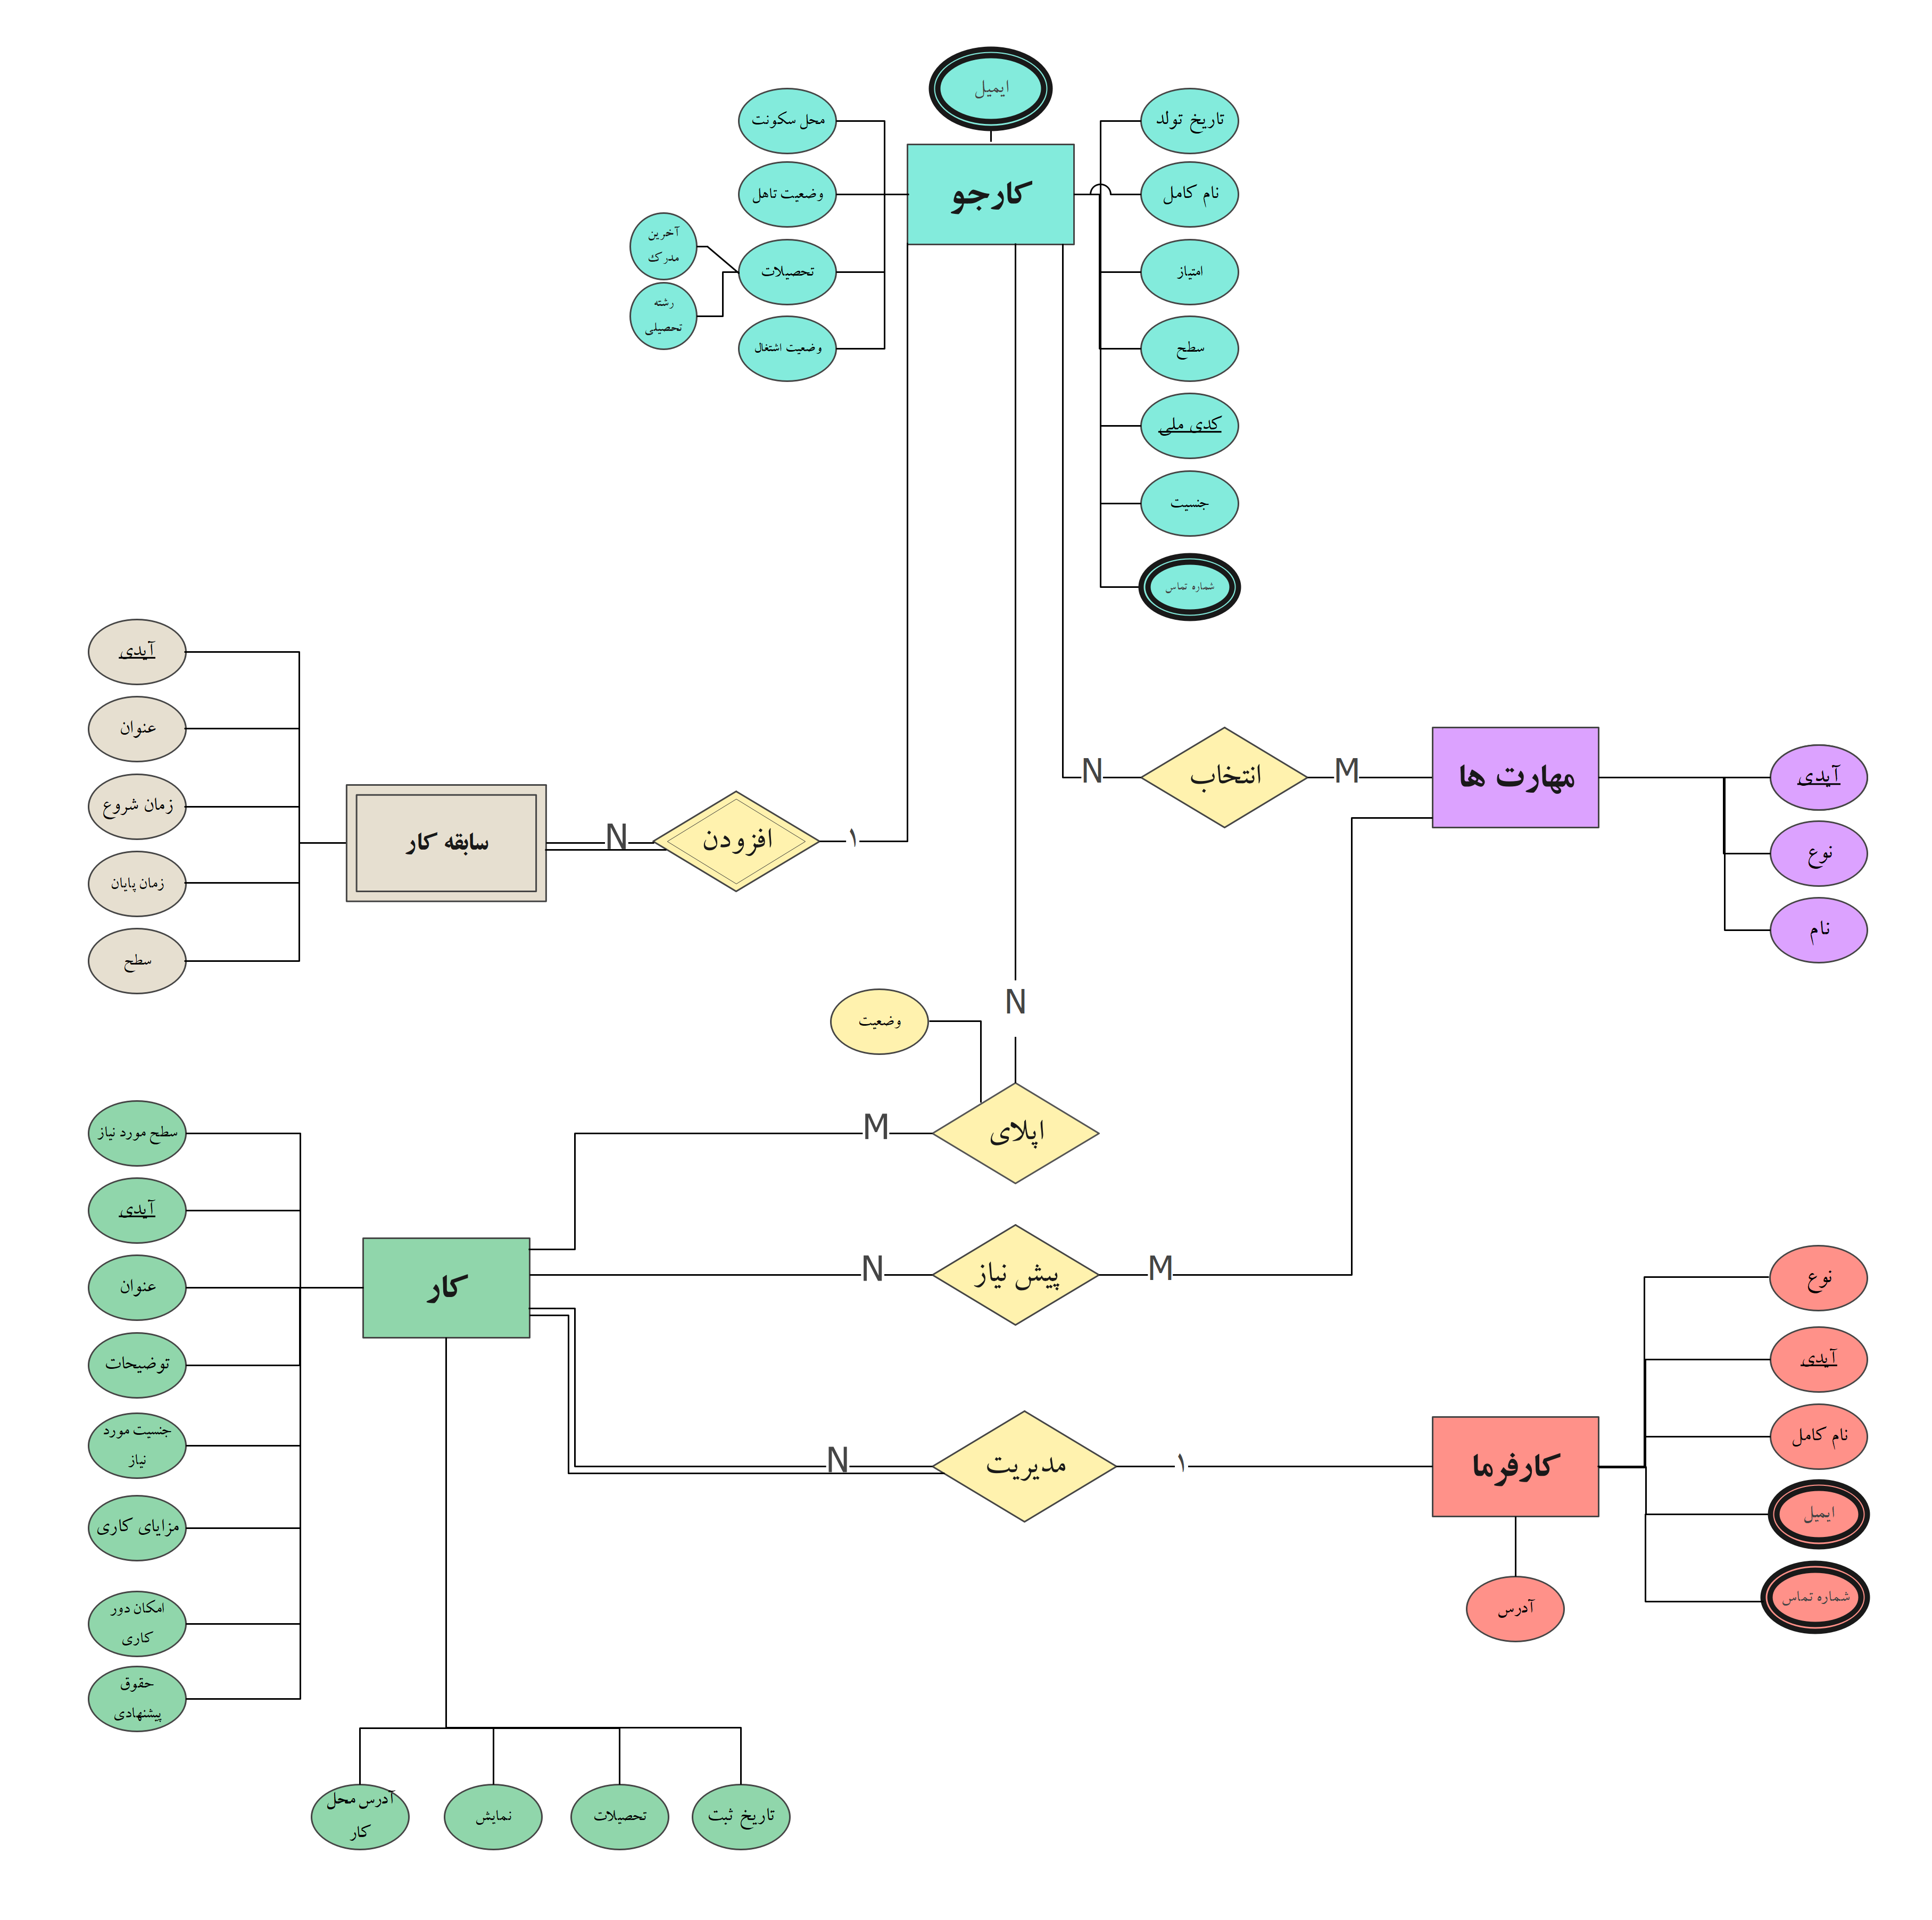 ایمیل
محل سکونت
تاریخ تولد
کارجو
وضعیت تاهل
نام کامل
آخرین
مدرک
تحصیلات
امتیاز
رشته
تحصیلی
وضعیت اشتغال
سطح
کدی ملی
جنسیت
شماره تماس
آیدی
عنوان
زمان شروع
زمان پایان
سطح
سابقه کار
N
افزودن
۱
N
انتخاب
M
مهارت ها
آیدی
نوع
نام
N
وضعیت
اپلای
M
سطح مورد نیاز
آیدی
عنوان
توضیحات
جنسیت مورد
نیاز
مزایای کاری
امکان دور
کاری
حقوق
پیشنهادی
کار
N
پیش نیاز
M
N
مدیریت
۱
کارفرما
نوع
آیدی
نام کامل
ایمیل
شماره تماس
آدرس
آدرس محل
کار
نمایش
تحصیلات
تاریخ ثبت